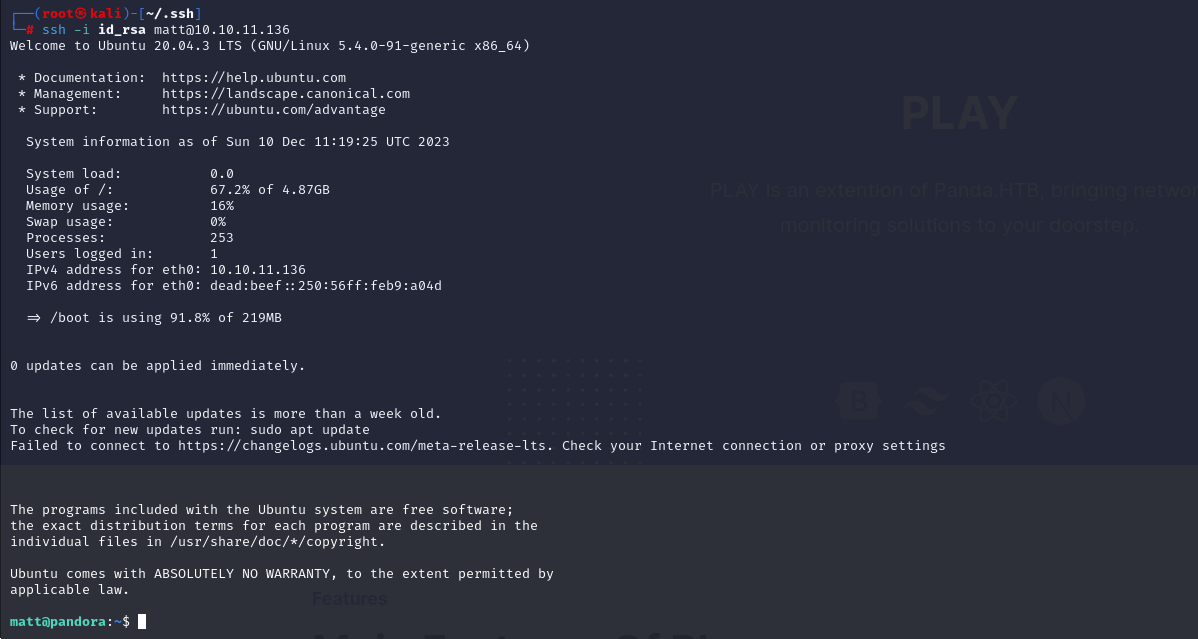 ┌──(root㉿kali)-[~/.ssh]
└─# ssh -i id_rsa matt@10.10.11.136
Welcome to Ubuntu 20.04.3 LTS (GNU/Linux 5.4.0-91-generic x86_64)
* Documentation:  https://help.ubuntu.com
* Management:     https://landscape.canonical.com
* Support:        https://ubuntu.com/advantage
System information as of Sun 10 Dec 11:19:25 UTC 2023
System load:           0.0
Usage of /:            67.2% of 4.87GB
Memory usage:          16%
Swap usage:            0%
Processes:             253
Users logged in:       1
IPv4 address for eth0: 10.10.11.136
IPv6 address for eth0: dead:beef::250:56ff:feb9:a04d
=> /boot is using 91.8% of 219MB
0 updates can be applied immediately.
The list of available updates is more than a week old.
To check for new updates run: sudo apt update
Failed to connect to https://changelogs.ubuntu.com/meta-release-lts. Check your Internet connection or proxy settings
The programs included with the Ubuntu system are free software;
the exact distribution terms for each program are described in the
individual files in /usr/share/doc/*/copyright.
Ubuntu comes with ABSOLUTELY NO WARRANTY, to the extent permitted by
applicable law.
matt@pandora:~$
PLAY
PLAY is an extention of Panda.HTB, bringing networ
monitoring solutions to your doorstep.
B
N
Features